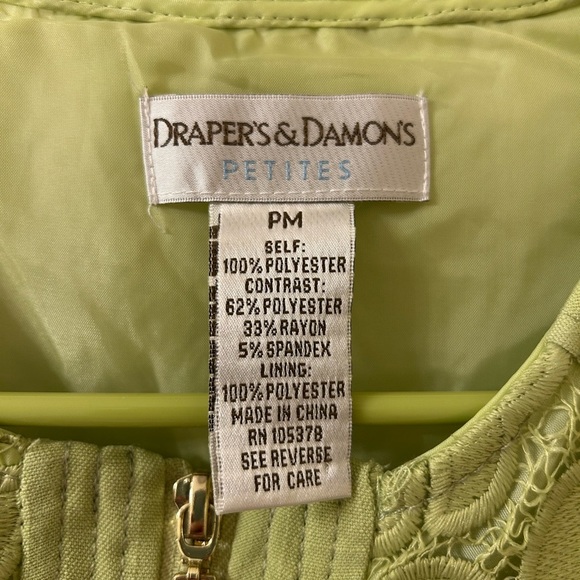 DRAPER'S & DAMON'S
PETITES
PM
SELF:
100% POLYESTER
CONTRAST:
62% POLYESTER
33% RAYON
5% SPANDEX
LINING:
100% POLYESTER
MADE IN CHINA
RN 105378
SEE REVERSE
FOR CARE